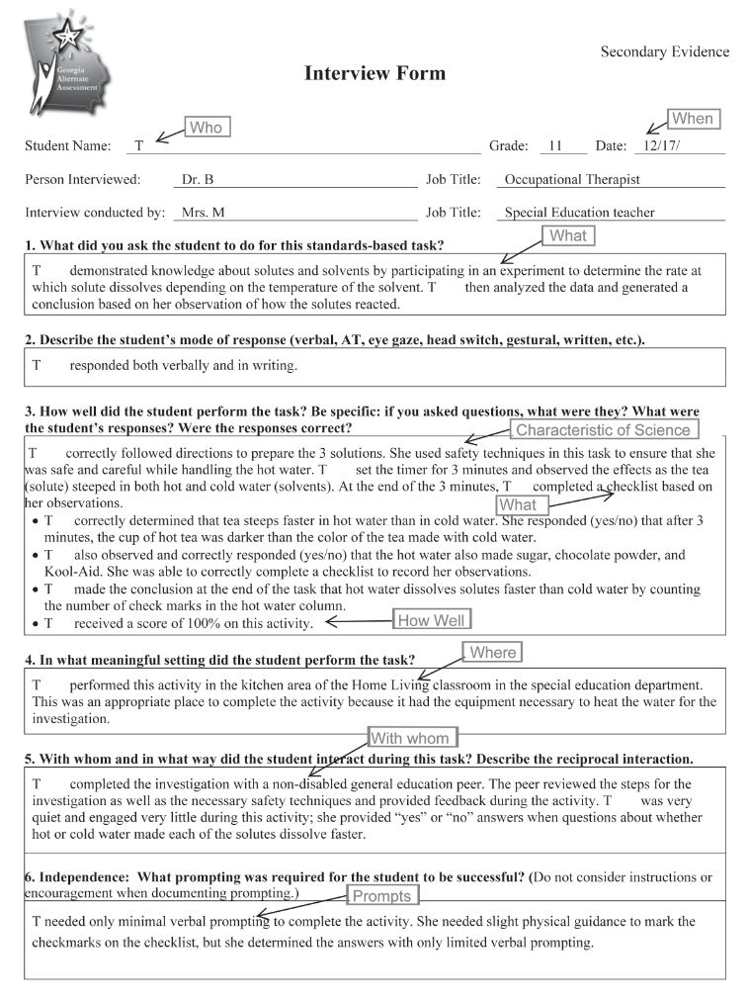 Georgia
Alternate
Assessment
Secondary Evidence
Interview Form
Who
When
Student Name: T Grade: 11 Date: 12/17/
Person Interviewed: Dr. B Job Title: Occupational Therapist
Interview conducted by: Mrs. M Job Title: Special Education teacher
What
1. What did you ask the student to do for this standards-based task?
T demonstrated knowledge about solutes and solvents by participating in an experiment to determine the rate at
which solute dissolves depending on the temperature of the solvent. T then analyzed the data and generated a
conclusion based on her observation of how the solutes reacted.
2. Describe the student's mode of response (verbal, AT, eye gaze, head switch, gestural, written, etc.).
T responded both verbally and in writing.
3. How well did the student perform the task? Be specific: if you asked questions, what were they? What were
the student's responses? Were the responses correct?
Characteristic of Science
T correctly followed directions to prepare the 3 solutions. She used safety techniques in this task to ensure that she
was safe and careful while handling the hot water. T set the timer for 3 minutes and observed the effects as the tea
(solute) steeped in both hot and cold water (solvents). At the end of the 3 minutes, T completed a checklist based on
her observations.
What
• T correctly determined that tea steeps faster in hot water than in cold water. She responded (yes/no) that after 3
minutes, the cup of hot tea was darker than the color of the tea made with cold water.
• T also observed and correctly responded (yes/no) that the hot water also made sugar, chocolate powder, and
Kool-Aid. She was able to correctly complete a checklist to record her observations.
• T made the conclusion at the end of the task that hot water dissolves solutes faster than cold water by counting
the number of check marks in the hot water column.
• T received a score of 100% on this activity.
How Well
Where
4. In what meaningful setting did the student perform the task?
T performed this activity in the kitchen area of the Home Living classroom in the special education department.
This was an appropriate place to complete the activity because it had the equipment necessary to heat the water for the
investigation.
With whom
5. With whom and in what way did the student interact during this task? Describe the reciprocal interaction.
T completed the investigation with a non-disabled general education peer. The peer reviewed the steps for the
investigation as well as the necessary safety techniques and provided feedback during the activity. T was very
quiet and engaged very little during this activity; she provided "yes" or "no" answers when questions about whether
hot or cold water made each of the solutes dissolve faster.
6. Independence: What prompting was required for the student to be successful? (Do not consider instructions or
encouragement when documenting prompting.)
Prompts
T needed only minimal verbal prompting to complete the activity. She needed slight physical guidance to mark the
checkmarks on the checklist, but she determined the answers with only limited verbal prompting.